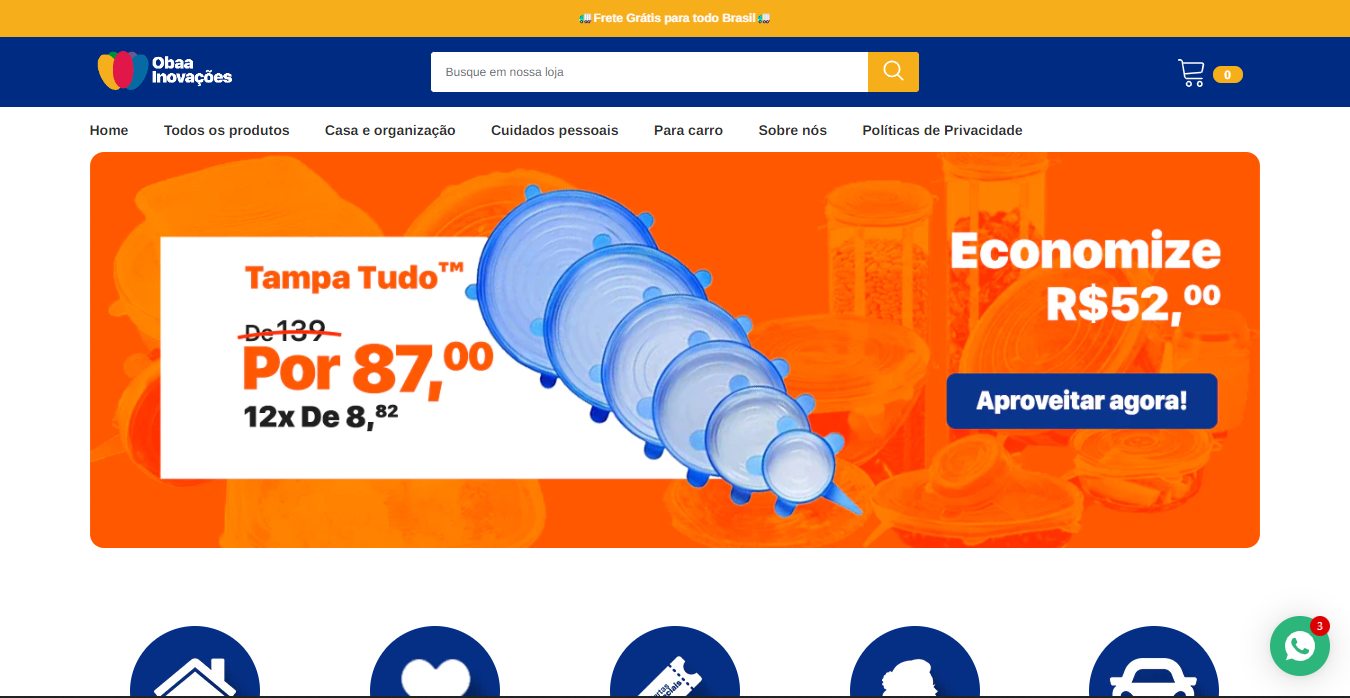 Frete Grátis para todo Brasil
Obaa
Inovações
Busque em nossa loja
0
Home
Todos os produtos
Casa e organização
Cuidados pessoais
Para carro
Sobre nós
Políticas de Privacidade
Tampa Tudo™
De 139
Por 87,00
12x De 8,82
Economize
R$52,00
Aproveitar agora!
3